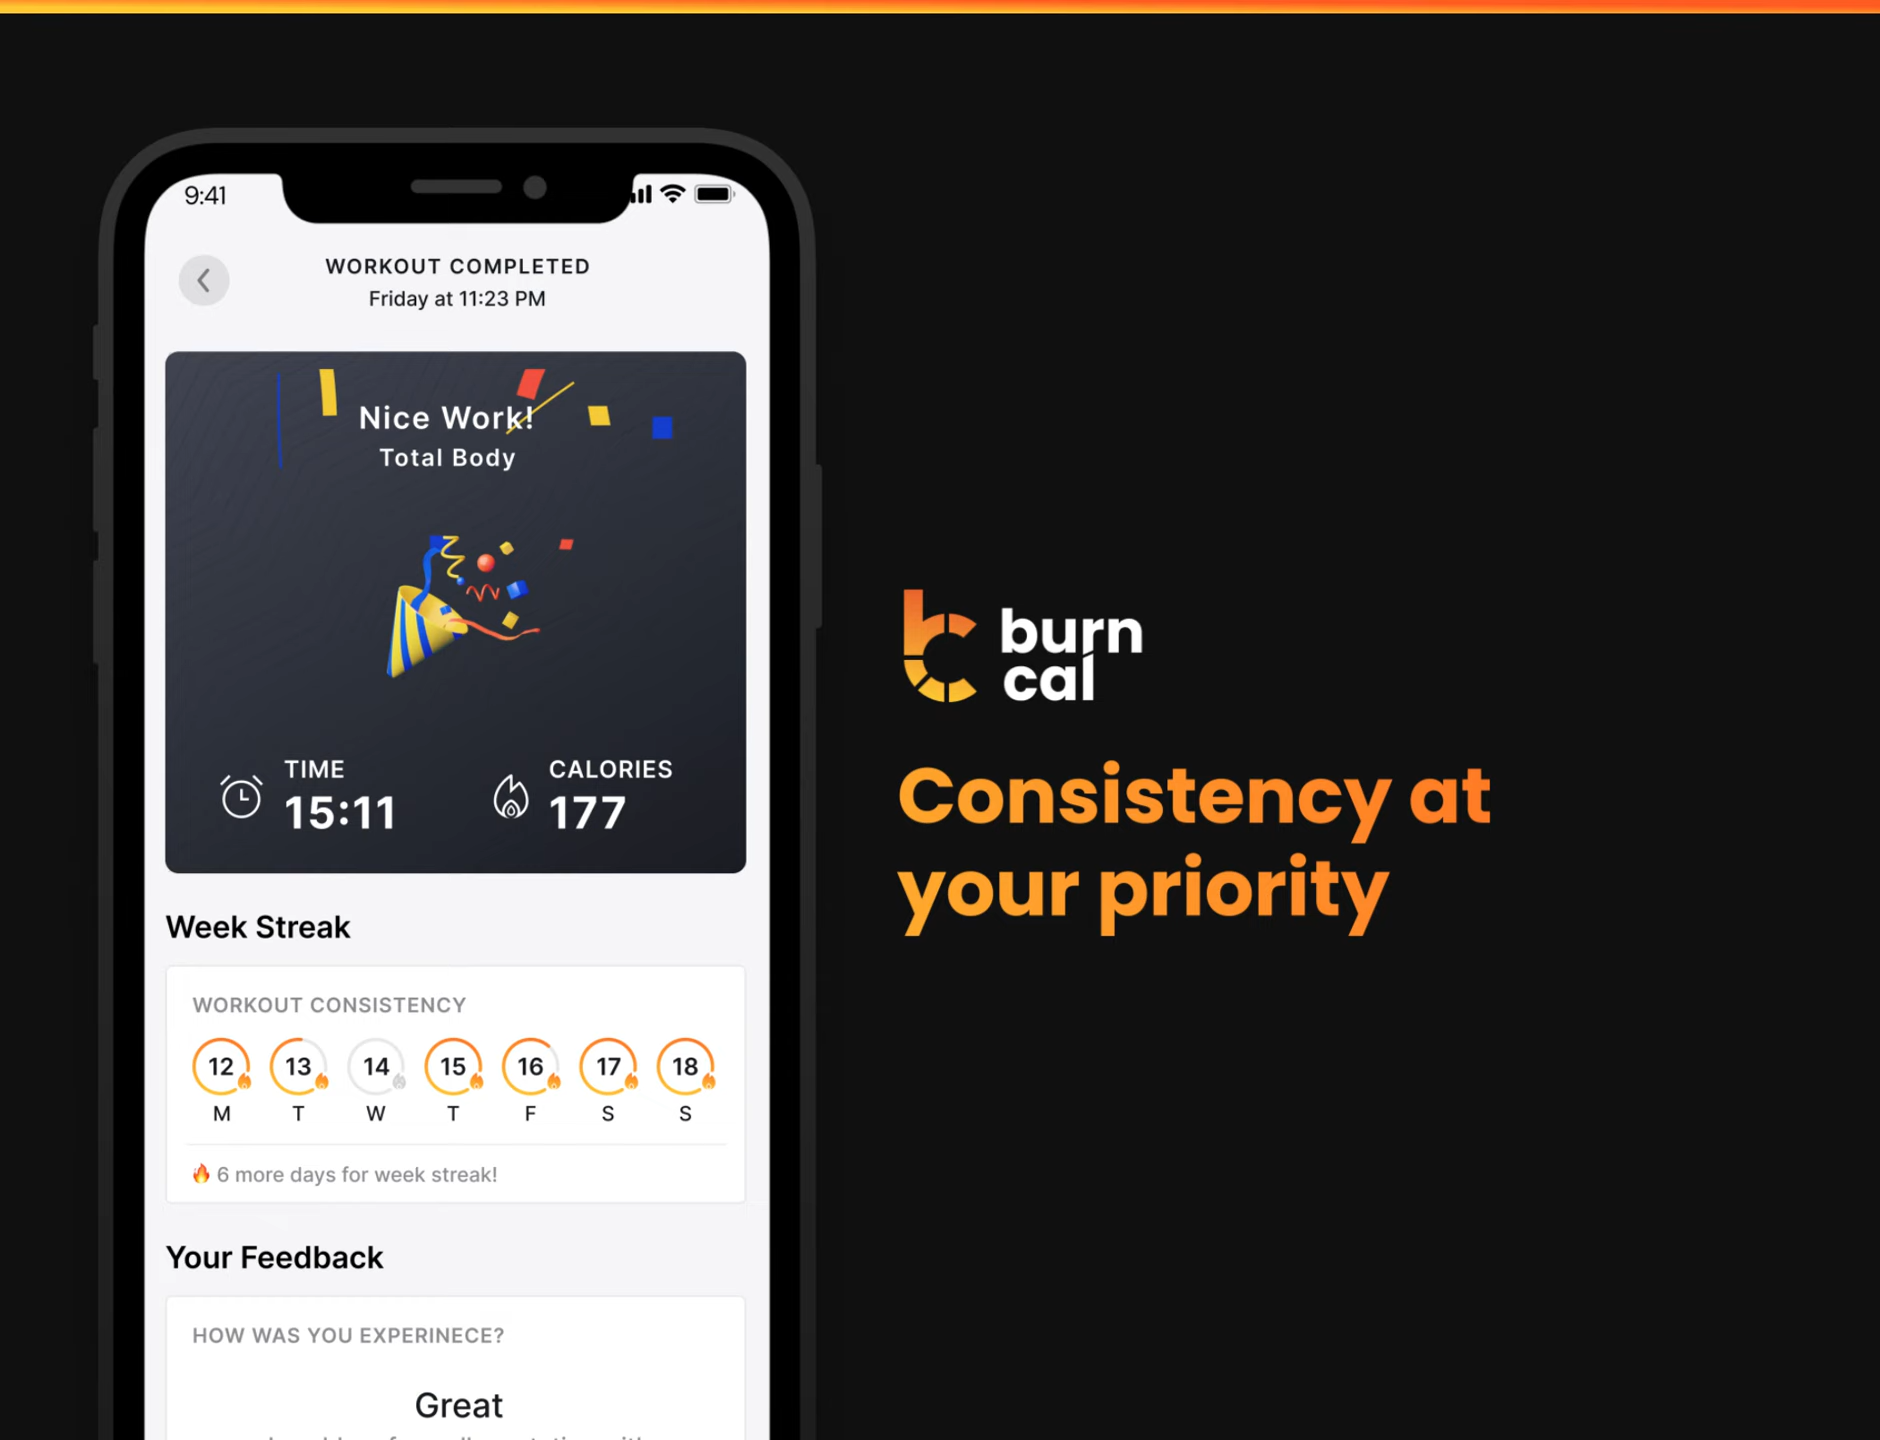 9:41
WORKOUT COMPLETED
Friday at 11:23 PM
Nice Work!
Total Body
TIME
15:11
CALORIES
177
Week Streak
WORKOUT CONSISTENCY
12 13 14 15 16 17 18
M T W T F S S
6 more days for week streak!
Your Feedback
HOW WAS YOU EXPERINECE?
Great
burn
cal
Consistency at
your priority